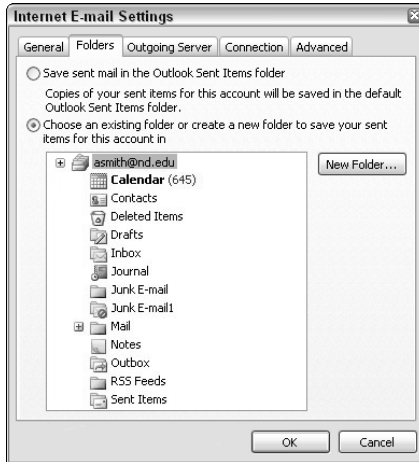 Internet E-mail Settings
General Folders Outgoing Server Connection Advanced
Save sent mail in the Outlook Sent Items folder
Copies of your sent items for this account will be saved in the default
Outlook Sent Items folder.
Choose an existing folder or create a new folder to save your sent
items for this account in
asmith@nd.edu
New Folder...
Calendar (645)
Contacts
Deleted Items
Drafts
Inbox
Journal
Junk E-mail
Junk E-mail1
Mail
Notes
Outbox
RSS Feeds
Sent Items
OK Cancel